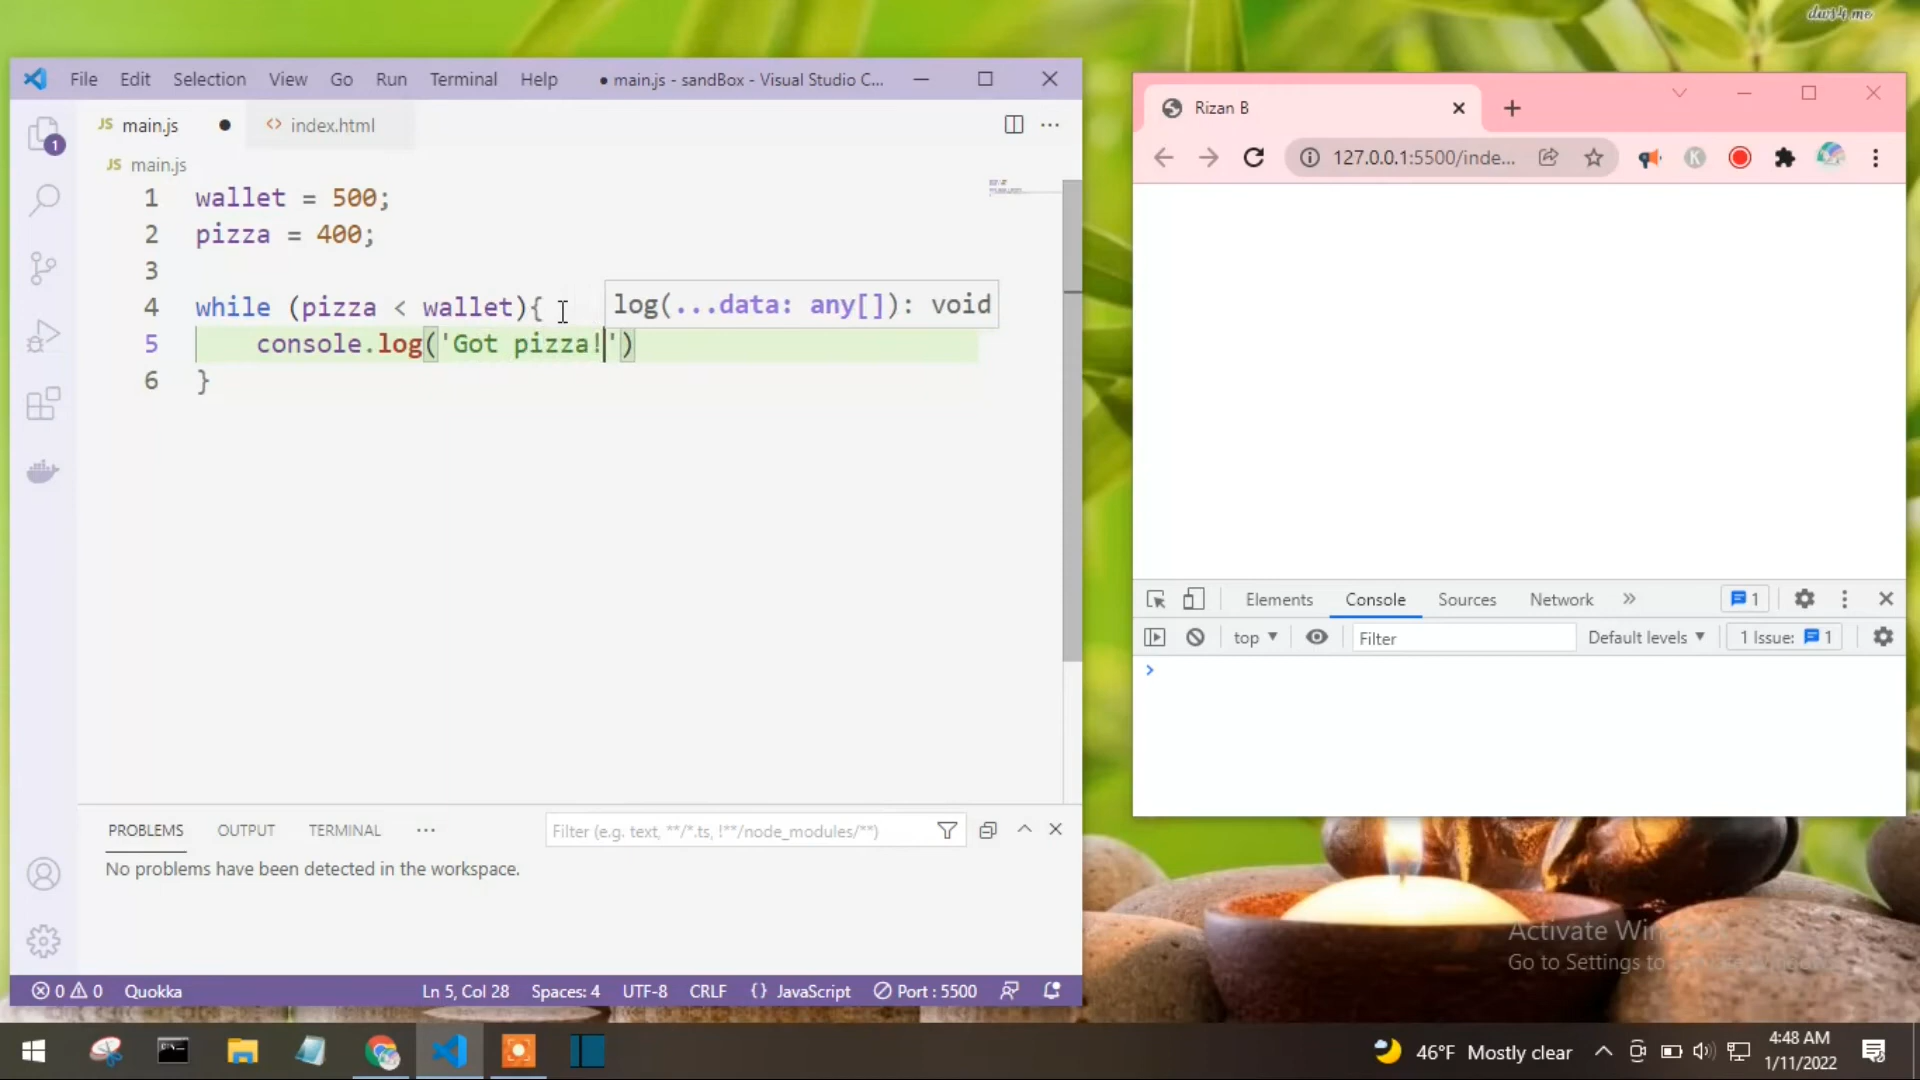 dws4.me
File Edit Selection View Go Run Terminal Help ● main.js - sandBox - Visual Studio C...
JS main.js ● <> index.html
JS main.js
1 wallet = 500;
2 pizza = 400;
3
4 while (pizza < wallet){
log(...data: any[]): void
5 console.log('Got pizza!')
6 }
PROBLEMS OUTPUT TERMINAL ...
Filter (e.g. text, **/*.ts, !**/node_modules/**)
No problems have been detected in the workspace.
0 0 Quokka Ln 5, Col 28 Spaces: 4 UTF-8 CRLF {} JavaScript Port : 5500
1
Rizan B
127.0.0.1:5500/inde...
K
Elements Console Sources Network » 1
top Filter Default levels 1 Issue: 1
>
Activate Win
Go to Settings to
46°F Mostly clear
4:48 AM
1/11/2022